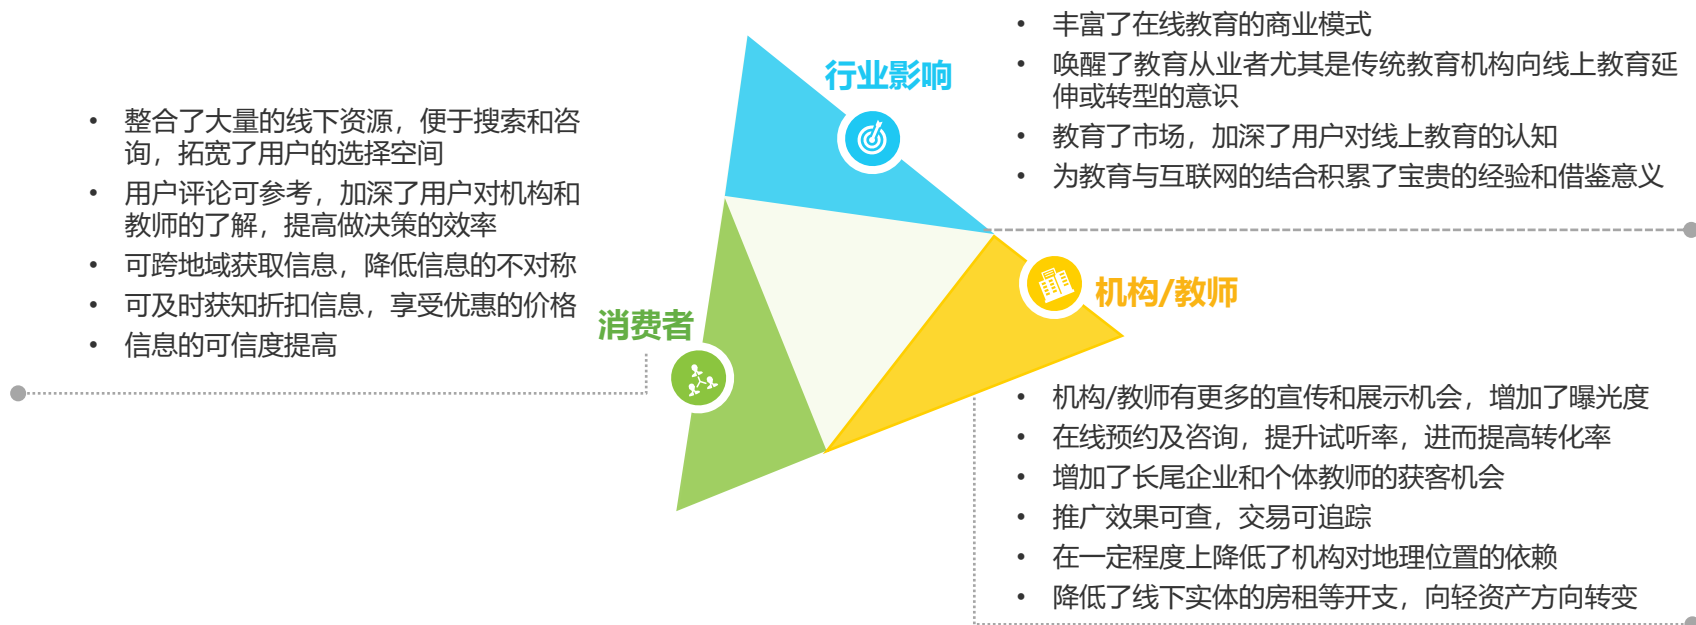 行业影响
• 丰富了在线教育的商业模式
• 唤醒了教育从业者尤其是传统教育机构向线上教育延
伸或转型的意识
• 教育了市场，加深了用户对线上教育的认知
• 为教育与互联网的结合积累了宝贵的经验和借鉴意义
• 整合了大量的线下资源，便于搜索和咨
询，拓宽了用户的选择空间
• 用户评论可参考，加深了用户对机构和
教师的了解，提高做决策的效率
• 可跨地域获取信息，降低信息的不对称
• 可及时获知折扣信息，享受优惠的价格
• 信息的可信度提高
消费者
机构/教师
• 机构/教师有更多的宣传和展示机会，增加了曝光度
• 在线预约及咨询，提升试听率，进而提高转化率
• 增加了长尾企业和个体教师的获客机会
• 推广效果可查，交易可追踪
• 在一定程度上降低了机构对地理位置的依赖
• 降低了线下实体的房租等开支，向轻资产方向转变